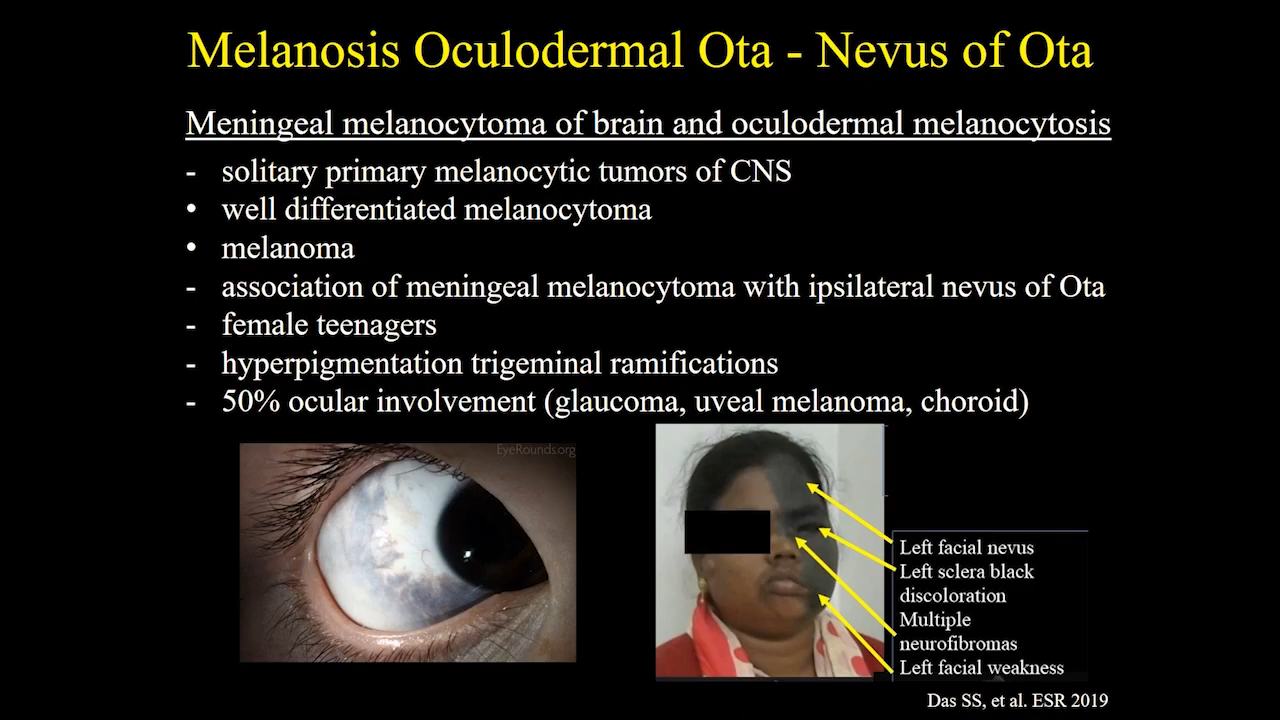 Melanosis Oculodermal Ota - Nevus of Ota
Meningeal melanocytoma of brain and oculodermal melanocytosis
- solitary primary melanocytic tumors of CNS
• well differentiated melanocytoma
• melanoma
- association of meningeal melanocytoma with ipsilateral nevus of Ota
- female teenagers
- hyperpigmentation trigeminal ramifications
- 50% ocular involvement (glaucoma, uveal melanoma, choroid)
EyeRounds.org
Left facial nevus
Left sclera black
discoloration
Multiple
neurofibromas
Left facial weakness
Das SS, et al. ESR 2019